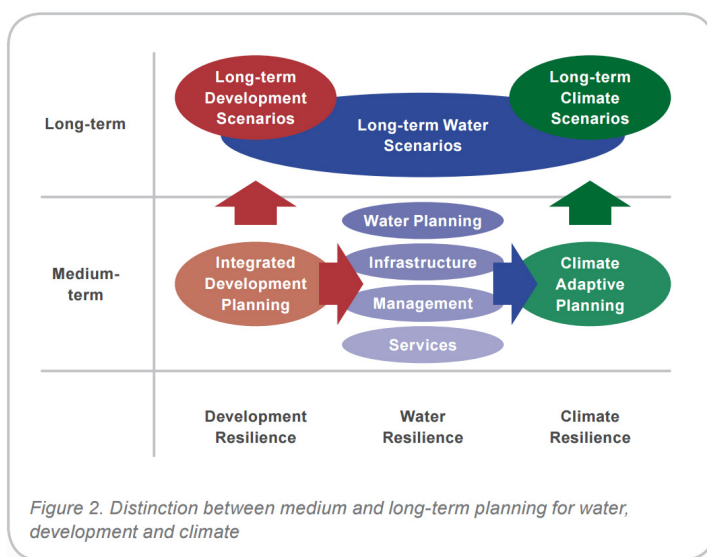 Long-term
Long-term
Development
Scenarios
Long-term Water
Scenarios
Long-term
Climate
Scenarios
Medium-
term
Integrated
Development
Planning
Water Planning
Infrastructure
Management
Services
Climate
Adaptive
Planning
Development
Resilience
Water
Resilience
Climate
Resilience
Figure 2. Distinction between medium and long-term planning for water,
development and climate